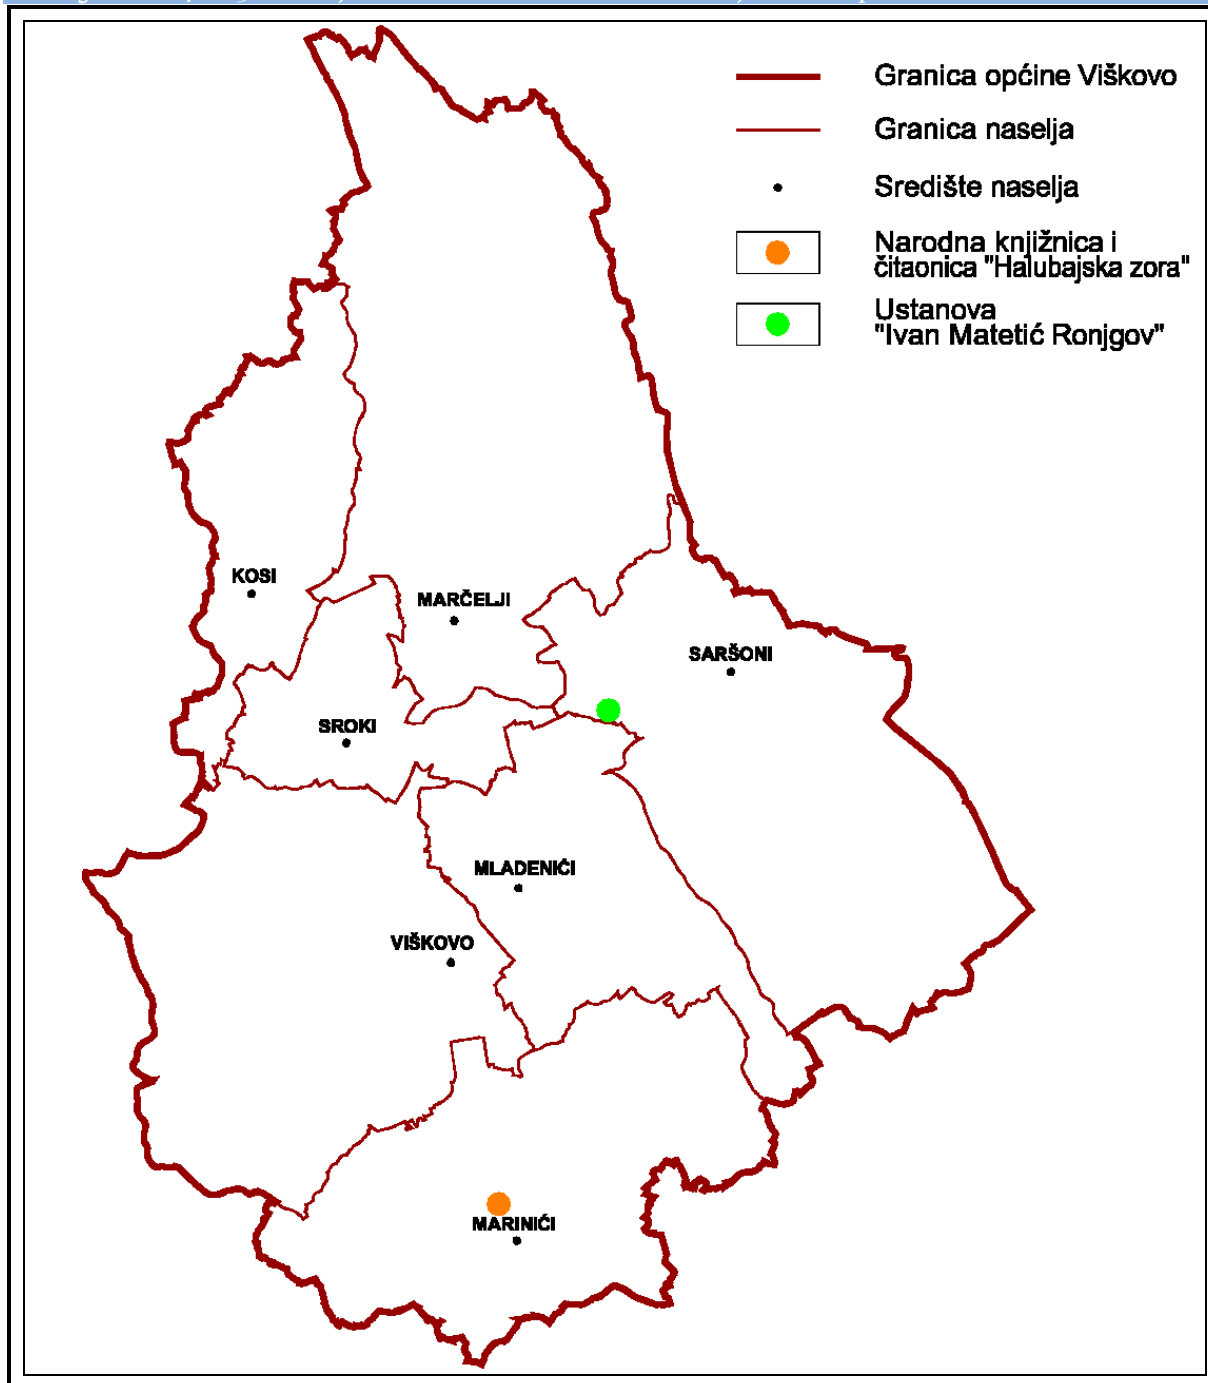 Granica općine Viškovo
Granica naselja
Središte naselja
Narodna knjižnica i
čitaonica "Halubajska zora"
Ustanova
"Ivan Matetić Ronjgov"
KOSI
MARČELJI
SARŠONI
SROKI
MLADENIĆI
VIŠKOVO
MARINIĆI